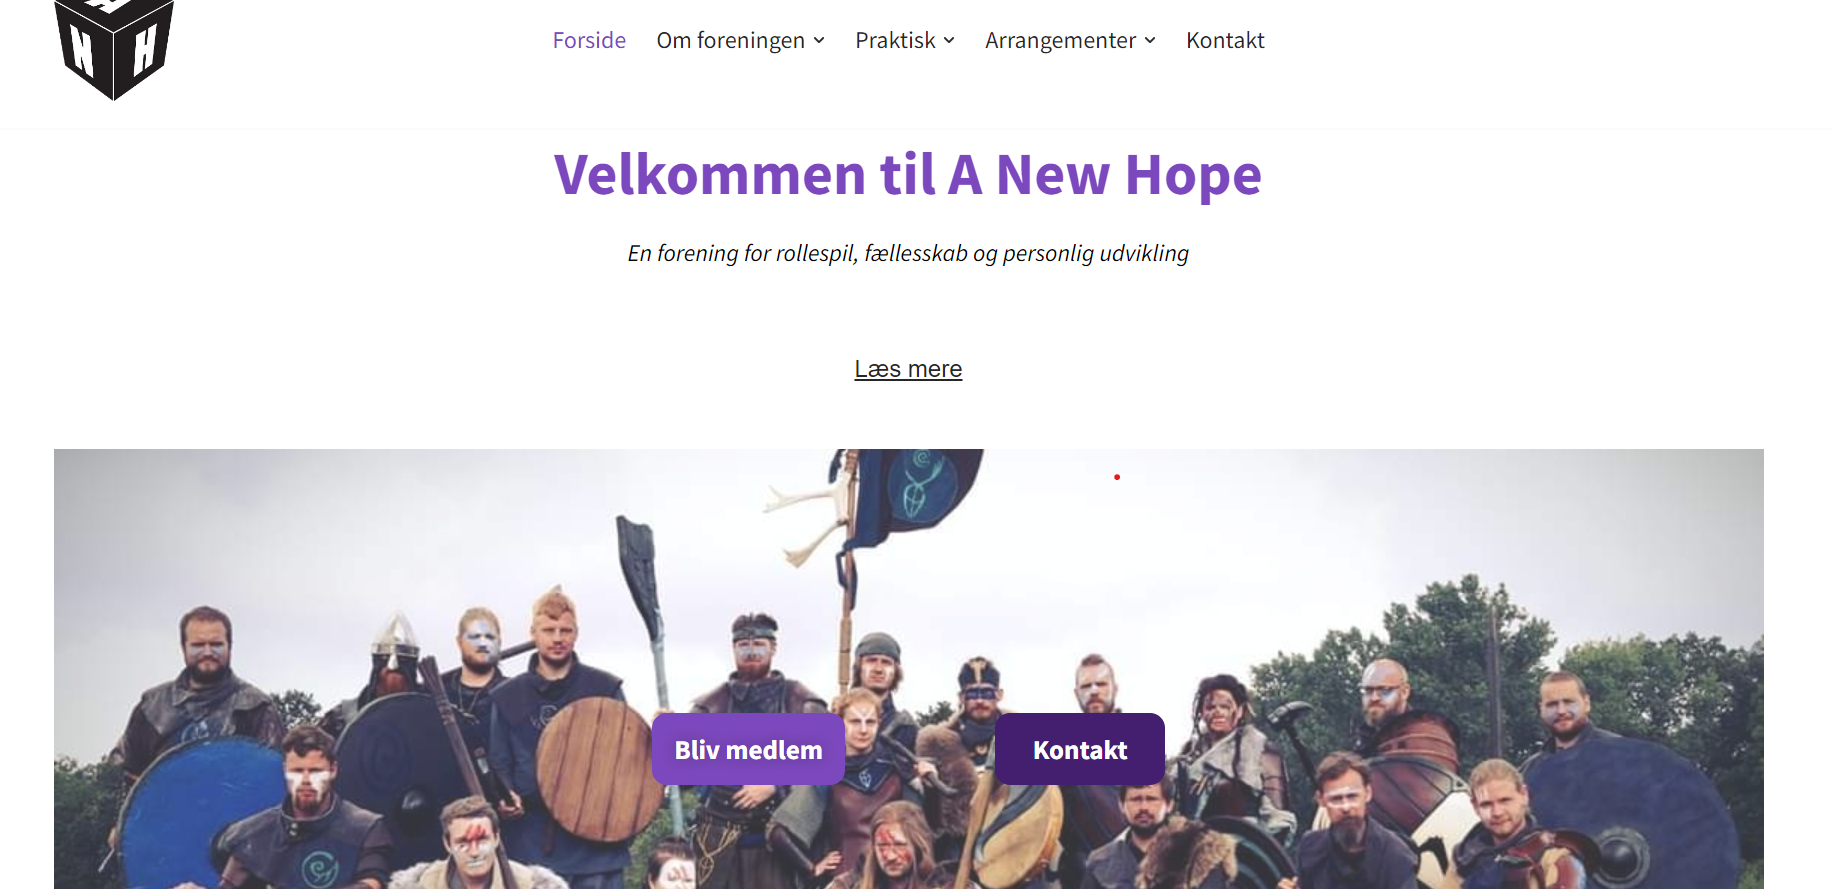 N H
Forside Om foreningen Praktisk Arrangementer Kontakt
Velkommen til A New Hope
En forening for rollespil, fællesskab og personlig udvikling
Læs mere
Bliv medlem Kontakt